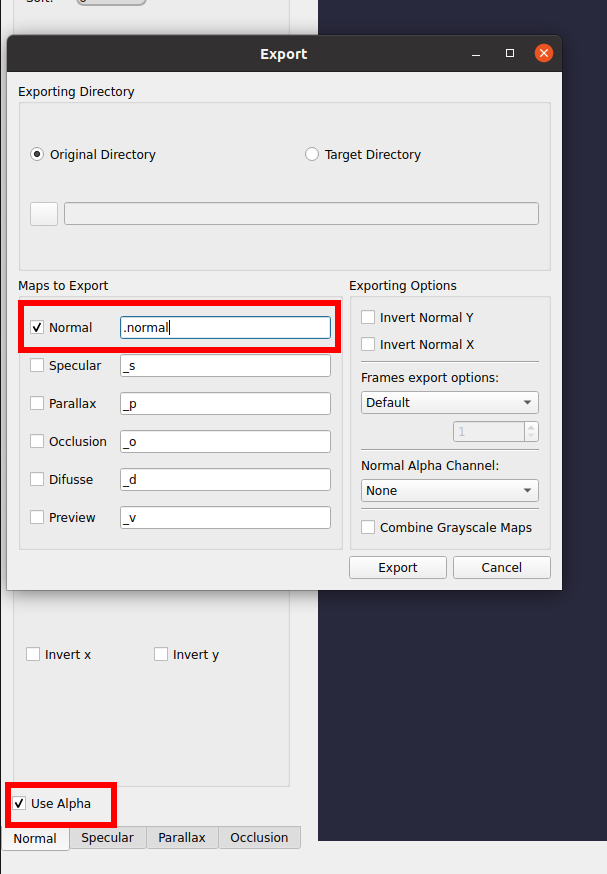 Export
Exporting Directory
Original Directory
Target Directory
Maps to Export
Normal .normal
Specular _s
Parallax _p
Occlusion _o
Difusse _d
Preview _v
Exporting Options
Invert Normal Y
Invert Normal X
Frames export options:
Default
1
Normal Alpha Channel:
None
Combine Grayscale Maps
Export Cancel
Invert x Invert y
Use Alpha
Normal Specular Parallax Occlusion